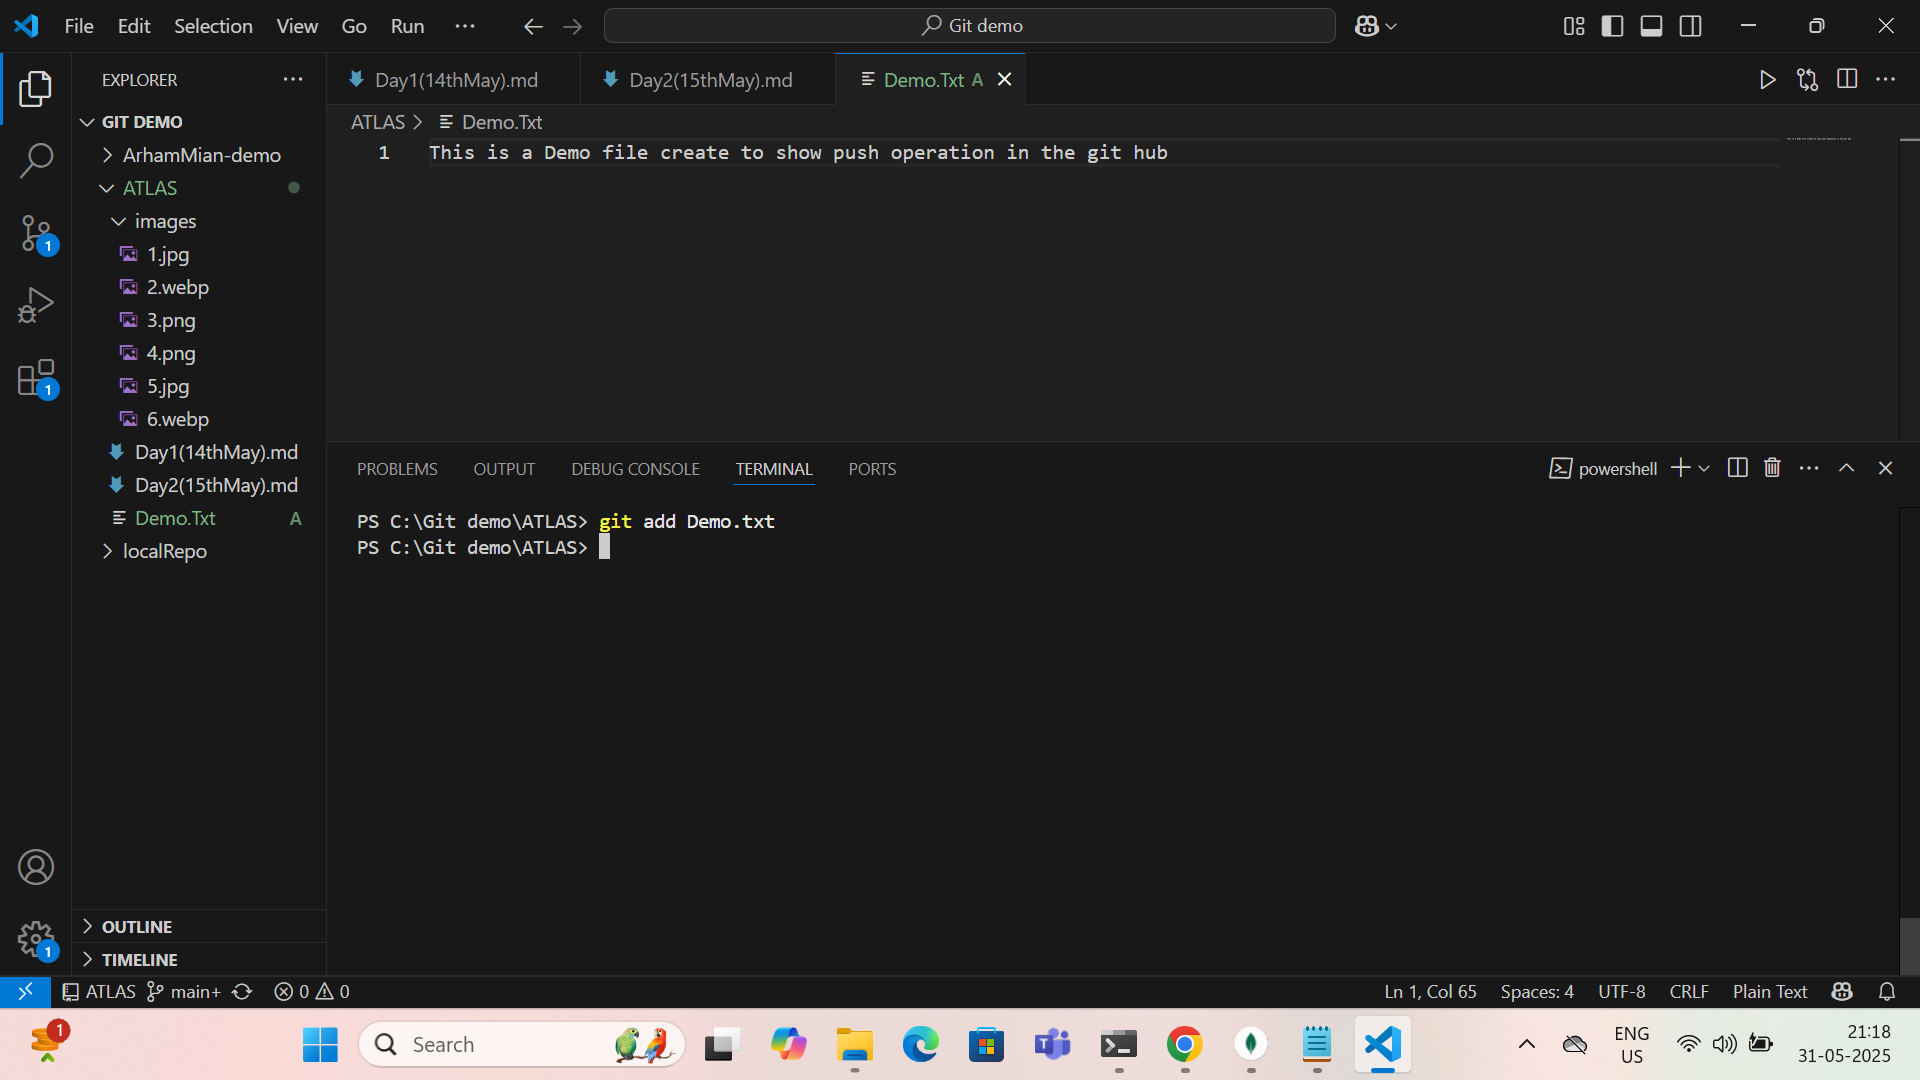 File Edit Selection View Go Run ··· Git demo
EXPLORER
GIT DEMO
ArhamMian-demo
ATLAS
images
1.jpg
2.webp
3.png
4.png
5.jpg
6.webp
Day1(14thMay).md
Day2(15thMay).md
Demo.Txt A
localRepo
OUTLINE
TIMELINE
1
1
1
Day1(14thMay).md Day2(15thMay).md Demo.Txt A
ATLAS > Demo.Txt
1 This is a Demo file create to show push operation in the git hub
PROBLEMS OUTPUT DEBUG CONSOLE TERMINAL PORTS powershell
PS C:\Git demo\ATLAS> git add Demo.txt
PS C:\Git demo\ATLAS>
ATLAS main+ 0 0 Ln 1, Col 65 Spaces: 4 UTF-8 CRLF Plain Text
1 Search ENG US 21:18
31-05-2025